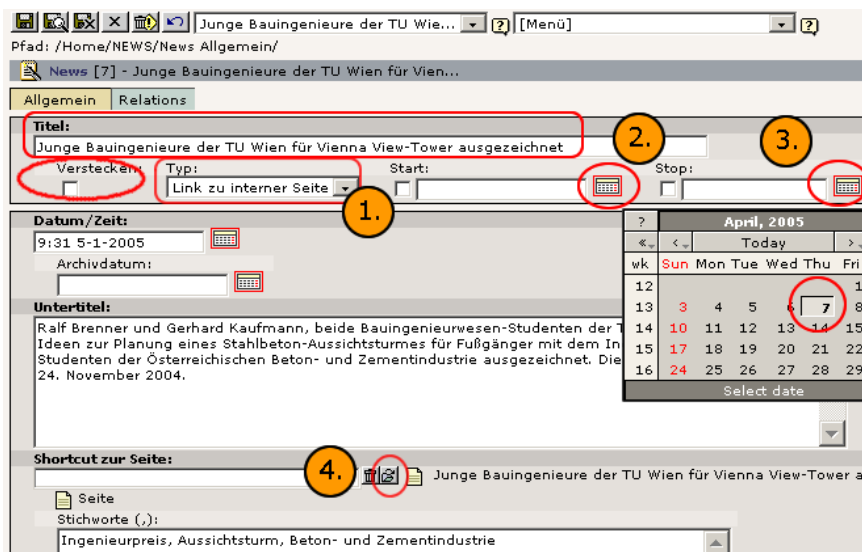 Junge Bauingenieure der TU Wie... [Menü]
Pfad: /Home/NEWS/News Allgemein/
News [7] - Junge Bauingenieure der TU Wien für Vien...
Allgemein Relations
Titel:
Junge Bauingenieure der TU Wien für Vienna View-Tower ausgezeichnet
2. 3.
Verstecken: Typ: Start: Stop:
Link zu interner Seite
1.
Datum/Zeit:
9:31 5-1-2005
Archivdatum:
? April, 2005
« ‹ Today ›
wk Sun Mon Tue Wed Thu Fri
12 1
13 3 4 5 6 7 8
14 10 11 12 13 14 15
15 17 18 19 20 21 22
16 24 25 26 27 28 29
Select date
Untertitel:
Ralf Brenner und Gerhard Kaufmann, beide Bauingenieurwesen-Studenten der T
Ideen zur Planung eines Stahlbeton-Aussichtsturmes für Fußgänger mit dem In
Studenten der Österreichischen Beton- und Zementindustrie ausgezeichnet. Die
24. November 2004.
Shortcut zur Seite:
4. Junge Bauingenieure der TU Wien für Vienna View-Tower a
Seite
Stichworte (,):
Ingenieurpreis, Aussichtsturm, Beton- und Zementindustrie